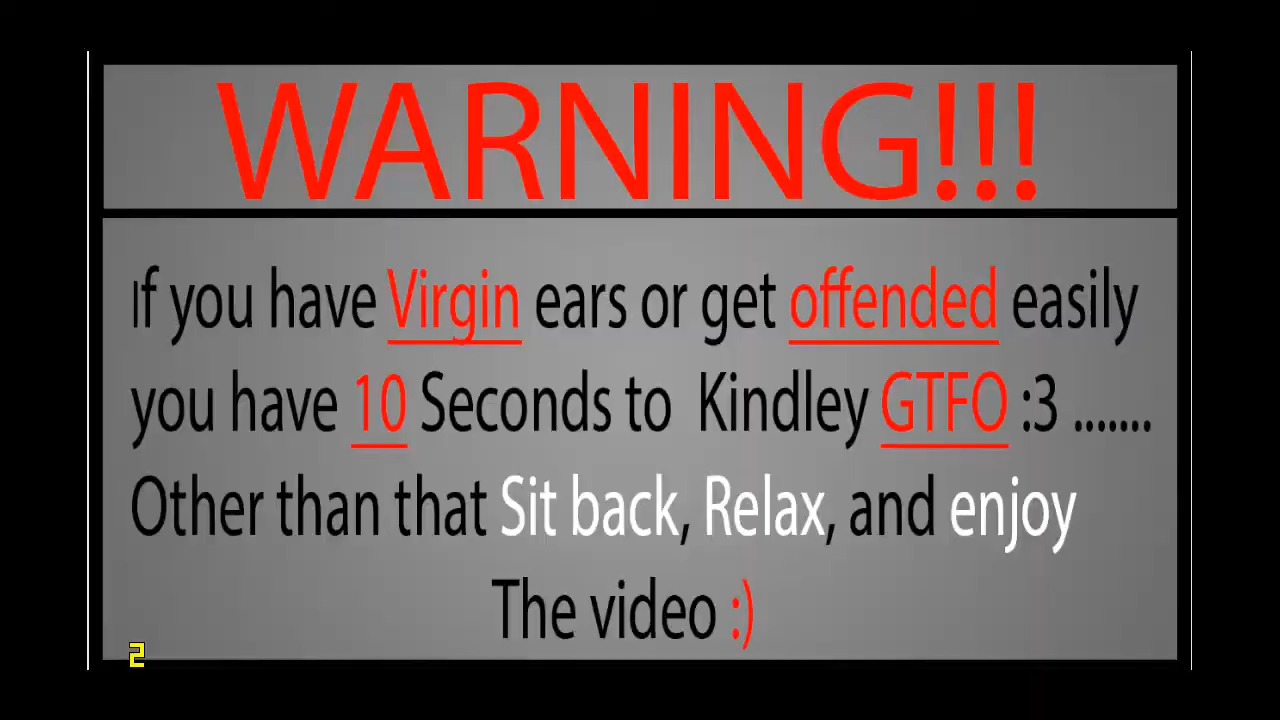 WARNING!!!
If you have Virgin ears or get offended easily
you have 10 Seconds to Kindley GTFO :3 .......
Other than that Sit back, Relax, and enjoy
The video :)
2